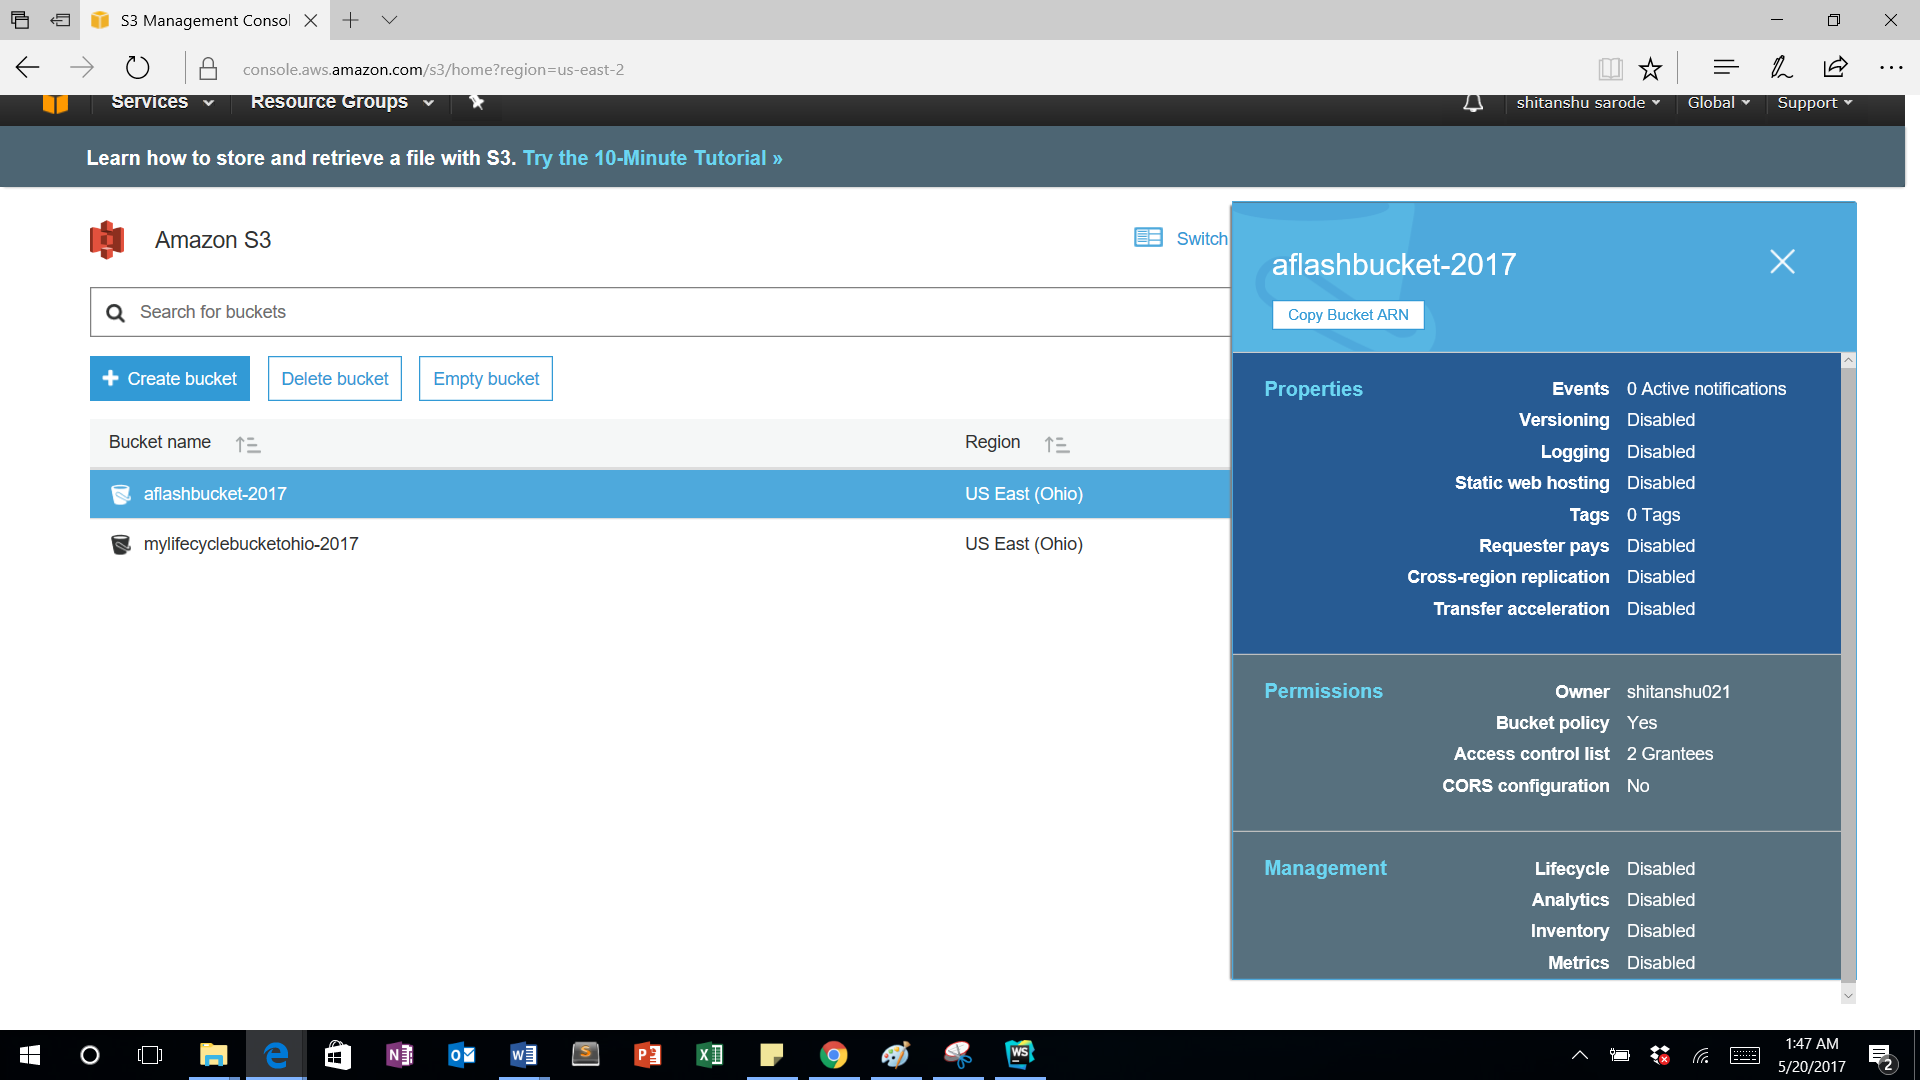 S3 Management Consol
console.aws.amazon.com/s3/home?region=us-east-2
Services Resource Groups shitanshu sarode Global Support
Learn how to store and retrieve a file with S3. Try the 10-Minute Tutorial »
Amazon S3
Switch
Search for buckets
Create bucket Delete bucket Empty bucket
Bucket name Region
aflashbucket-2017 US East (Ohio)
mylifecyclebucketohio-2017 US East (Ohio)
aflashbucket-2017
Copy Bucket ARN
Properties Events 0 Active notifications
Versioning Disabled
Logging Disabled
Static web hosting Disabled
Tags 0 Tags
Requester pays Disabled
Cross-region replication Disabled
Transfer acceleration Disabled
Permissions Owner shitanshu021
Bucket policy Yes
Access control list 2 Grantees
CORS configuration No
Management Lifecycle Disabled
Analytics Disabled
Inventory Disabled
Metrics Disabled
1:47 AM
5/20/2017
2